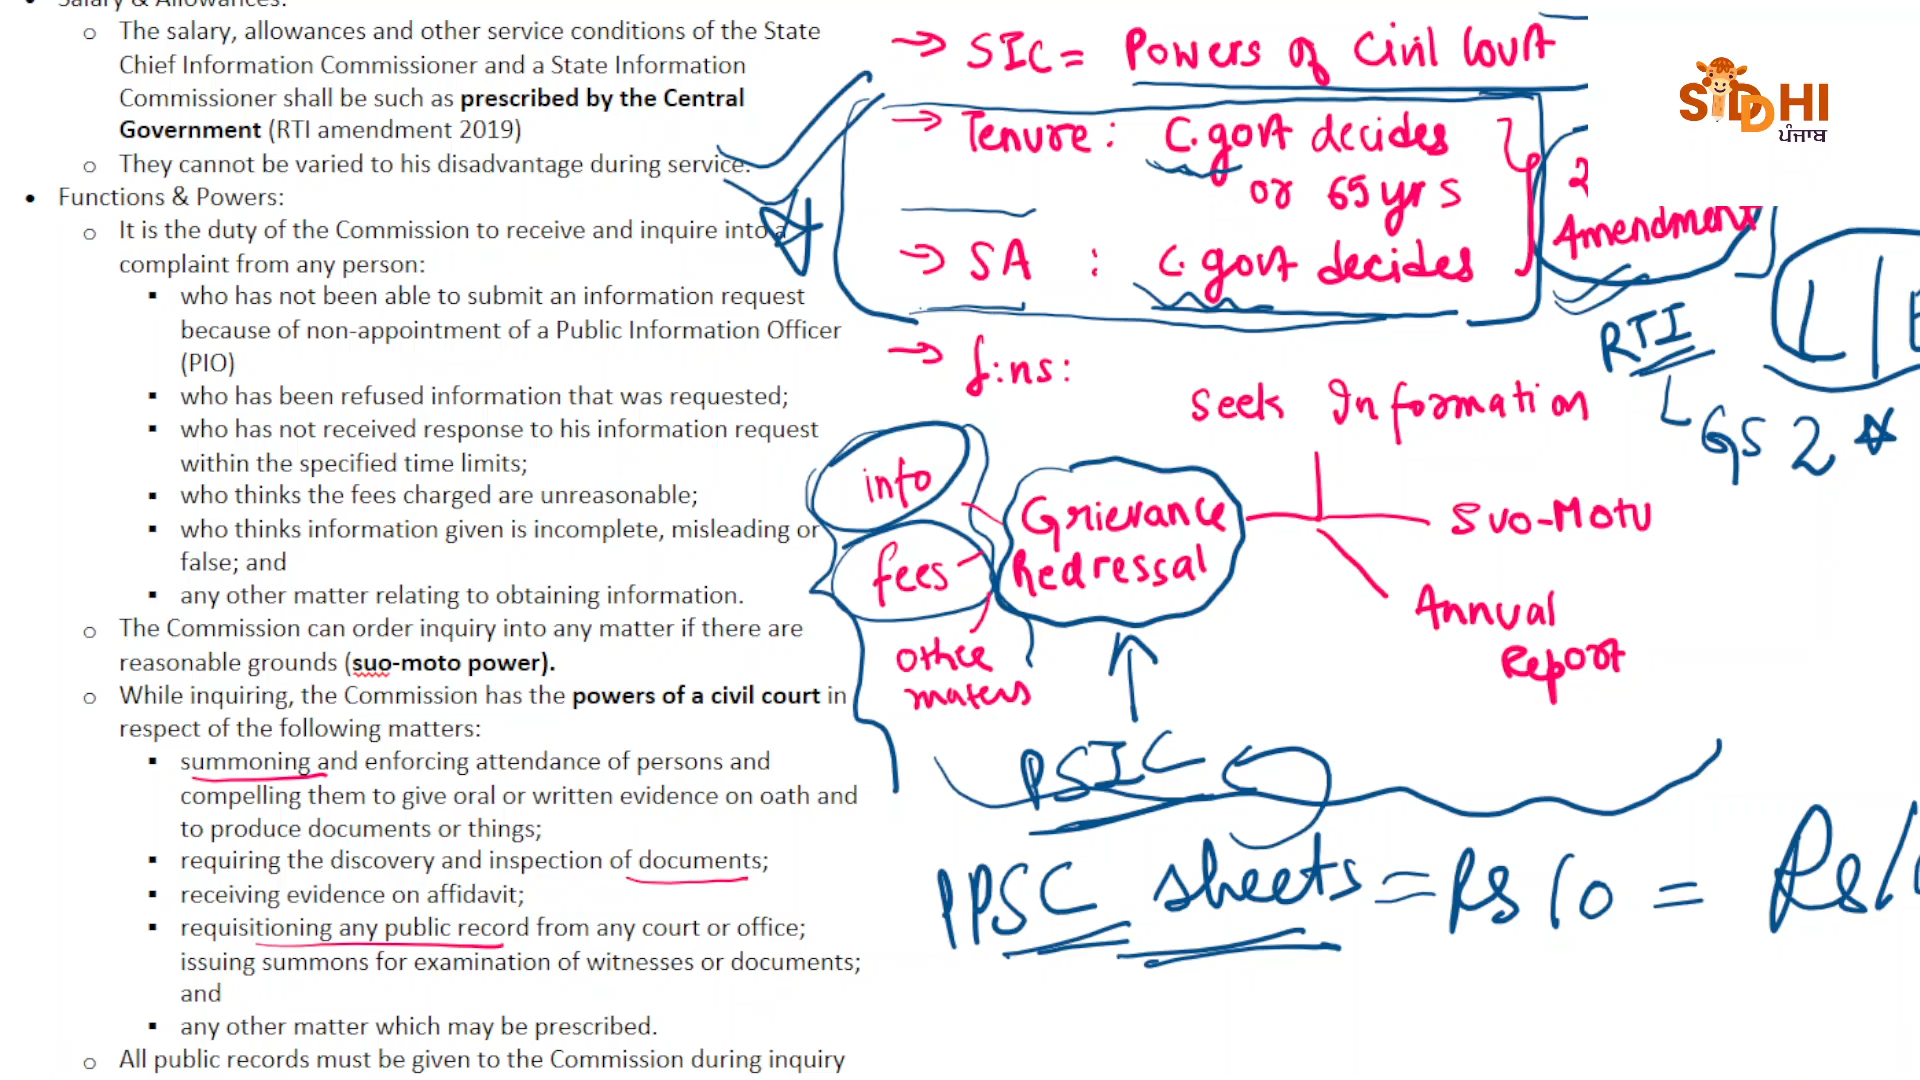 Salary & Allowances:
The salary, allowances and other service conditions of the State
Chief Information Commissioner and a State Information
Commissioner shall be such as prescribed by the Central
Government (RTI amendment 2019)
They cannot be varied to his disadvantage during service.
Functions & Powers:
It is the duty of the Commission to receive and inquire into a
complaint from any person:
who has not been able to submit an information request
because of non-appointment of a Public Information Officer
(PIO)
who has been refused information that was requested;
who has not received response to his information request
within the specified time limits;
who thinks the fees charged are unreasonable;
who thinks information given is incomplete, misleading or
false; and
any other matter relating to obtaining information.
The Commission can order inquiry into any matter if there are
reasonable grounds (suo-moto power).
While inquiring, the Commission has the powers of a civil court in
respect of the following matters:
summoning and enforcing attendance of persons and
compelling them to give oral or written evidence on oath and
to produce documents or things;
requiring the discovery and inspection of documents;
receiving evidence on affidavit;
requisitioning any public record from any court or office;
issuing summons for examination of witnesses or documents;
and
any other matter which may be prescribed.
All public records must be given to the Commission during inquiry
→ SIC = Powers of Civil Court
→ Tenure: C.govt decides
or 65 yrs
→ SA : C.govt decides
2
Amendment
→ f:ns:
RTI
GS 2
Seek Information
info
fees
other
maters
Grievance
Redressal
Suo-Motu
Annual
Report
PSIC
PPSC sheets = Rs 10 =
SIDDHI
ਪੰਜਾਬ